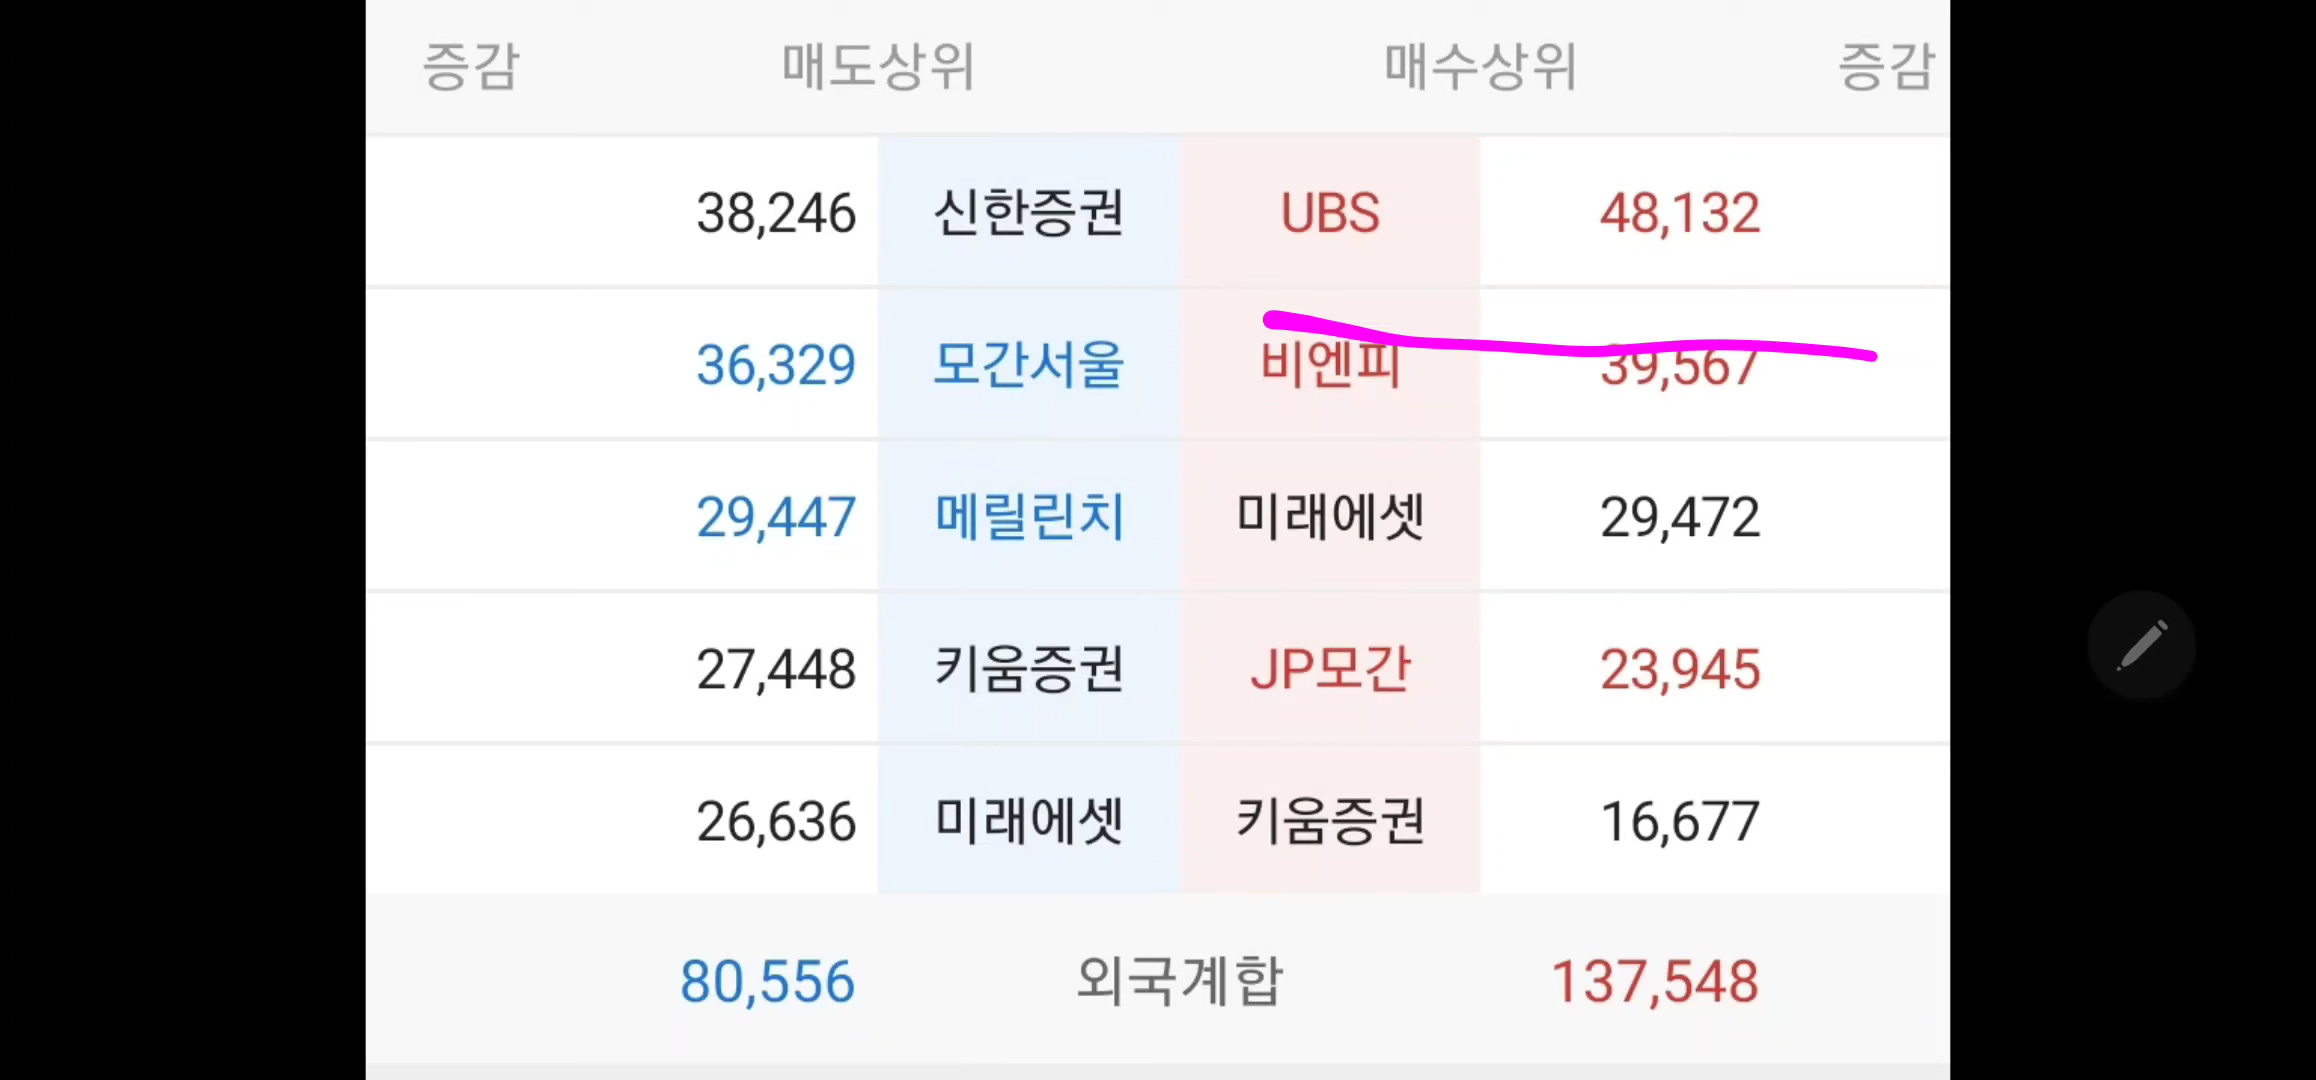 증감 매도상위 매수상위 증감
38,246 신한증권 UBS 48,132
36,329 모간서울 비엔피 39,567
29,447 메릴린치 미래에셋 29,472
27,448 키움증권 JP모간 23,945
26,636 미래에셋 키움증권 16,677
80,556 외국계합 137,548